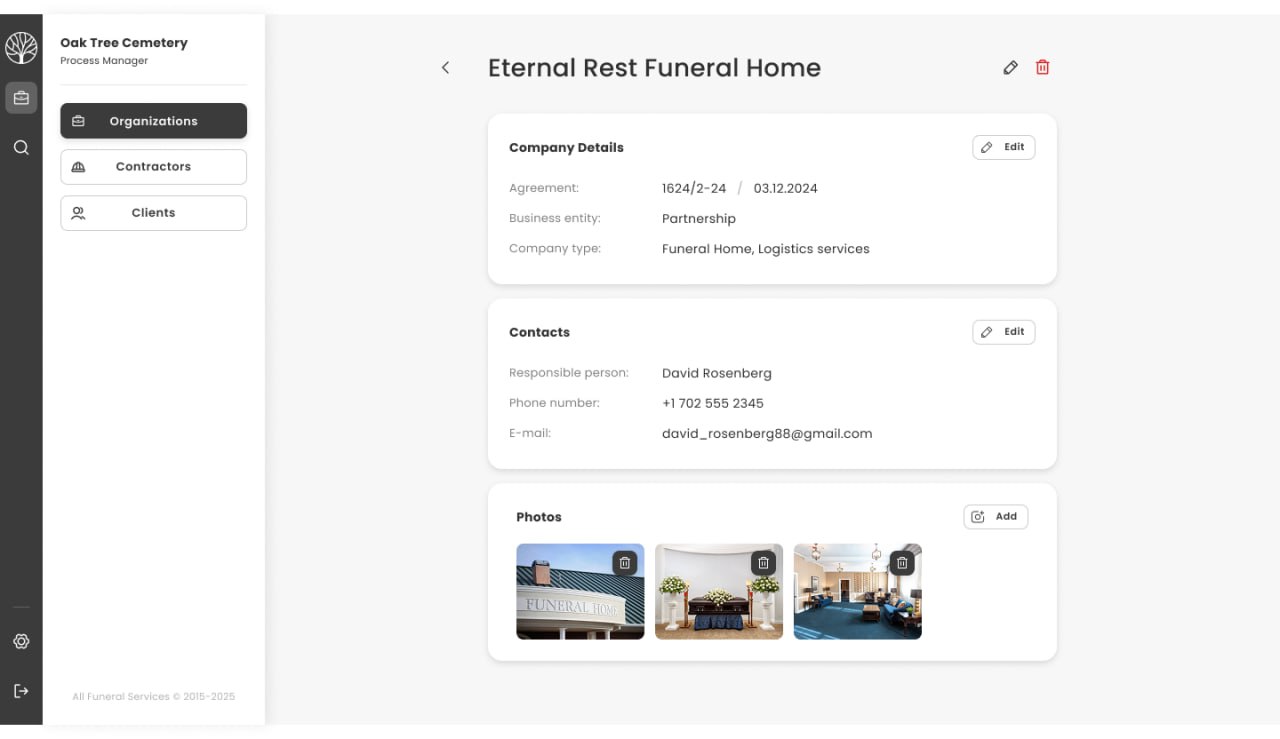 Oak Tree Cemetery
Process Manager
Organizations
Contractors
Clients
All Funeral Services © 2015-2025
Eternal Rest Funeral Home
Company Details
Edit
Agreement: 1624/2-24 / 03.12.2024
Business entity: Partnership
Company type: Funeral Home, Logistics services
Contacts
Edit
Responsible person: David Rosenberg
Phone number: +1 702 555 2345
E-mail: david_rosenberg88@gmail.com
Photos
Add
FUNERAL HOME